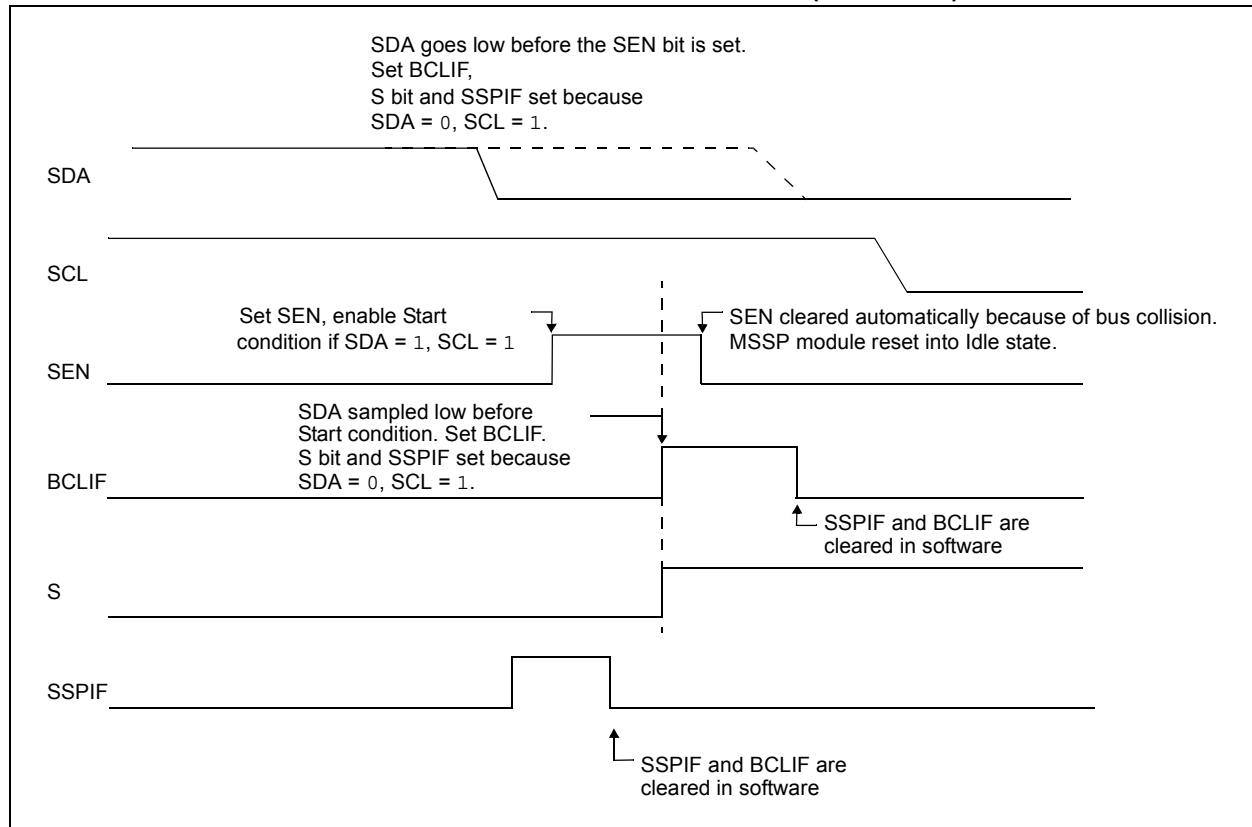 SDA goes low before the SEN bit is set.
Set BCLIF,
S bit and SSPIF set because
SDA = 0, SCL = 1.
SDA
SCL
Set SEN, enable Start
condition if SDA = 1, SCL = 1
SEN cleared automatically because of bus collision.
MSSP module reset into Idle state.
SEN
SDA sampled low before
Start condition. Set BCLIF.
S bit and SSPIF set because
SDA = 0, SCL = 1.
BCLIF
SSPIF and BCLIF are
cleared in software
S
SSPIF
SSPIF and BCLIF are
cleared in software